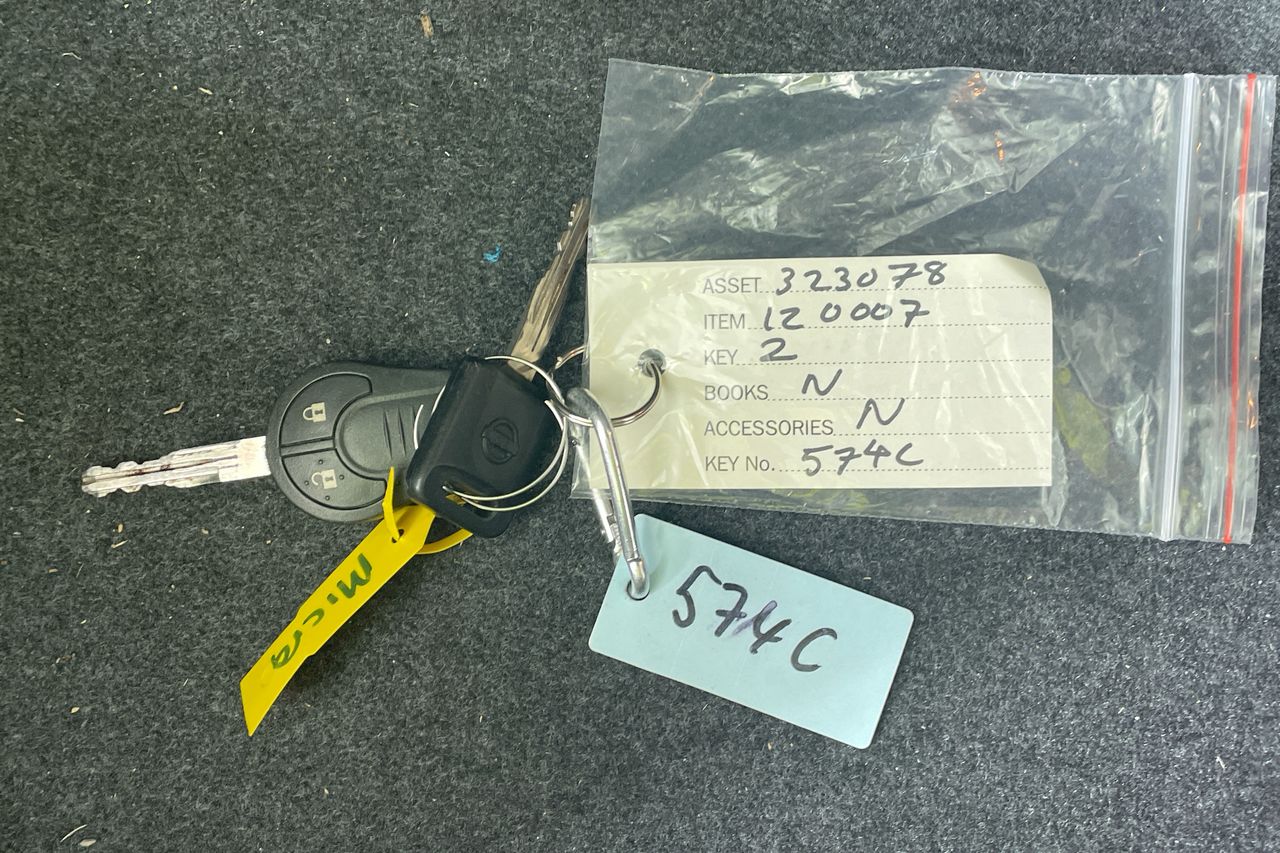 ASSET 323078
ITEM 120007
KEY 2
BOOKS N
ACCESSORIES N
KEY No. 574C
574C
Micra